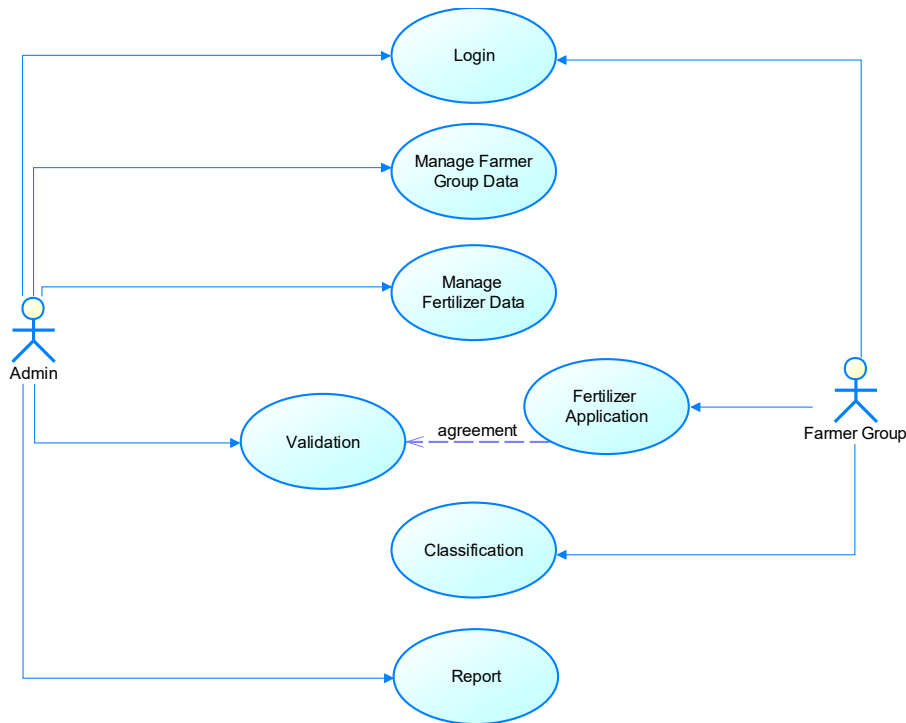 Login
Manage Farmer
Group Data
Manage
Fertilizer Data
Admin
Fertilizer
Application
Farmer Group
agreement
Validation
Classification
Report